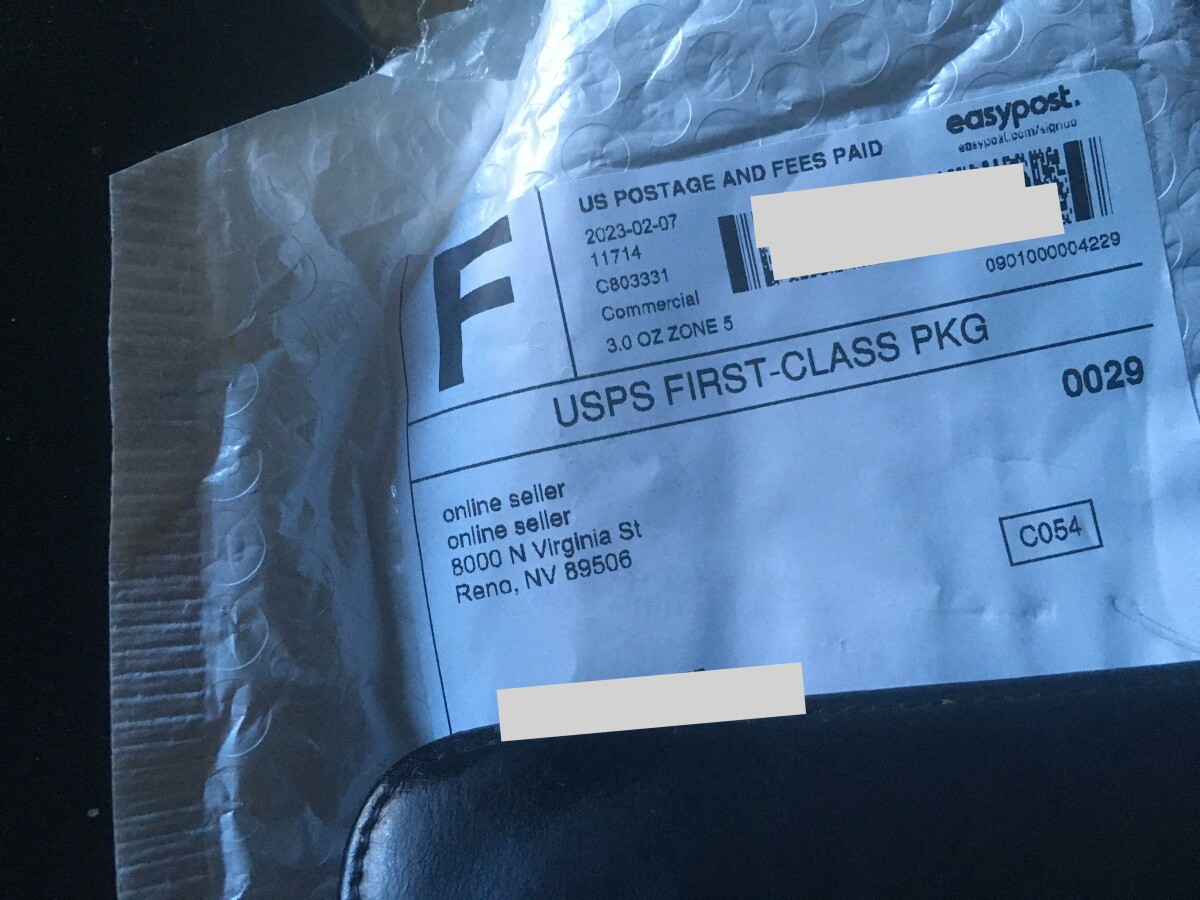 easypost.
easypost.com/signup
US POSTAGE AND FEES PAID
2023-02-07
11714
C803331
Commercial
3.0 OZ ZONE 5
0901000004229
F
USPS FIRST-CLASS PKG
0029
online seller
online seller
8000 N Virginia St
Reno, NV 89506
C054